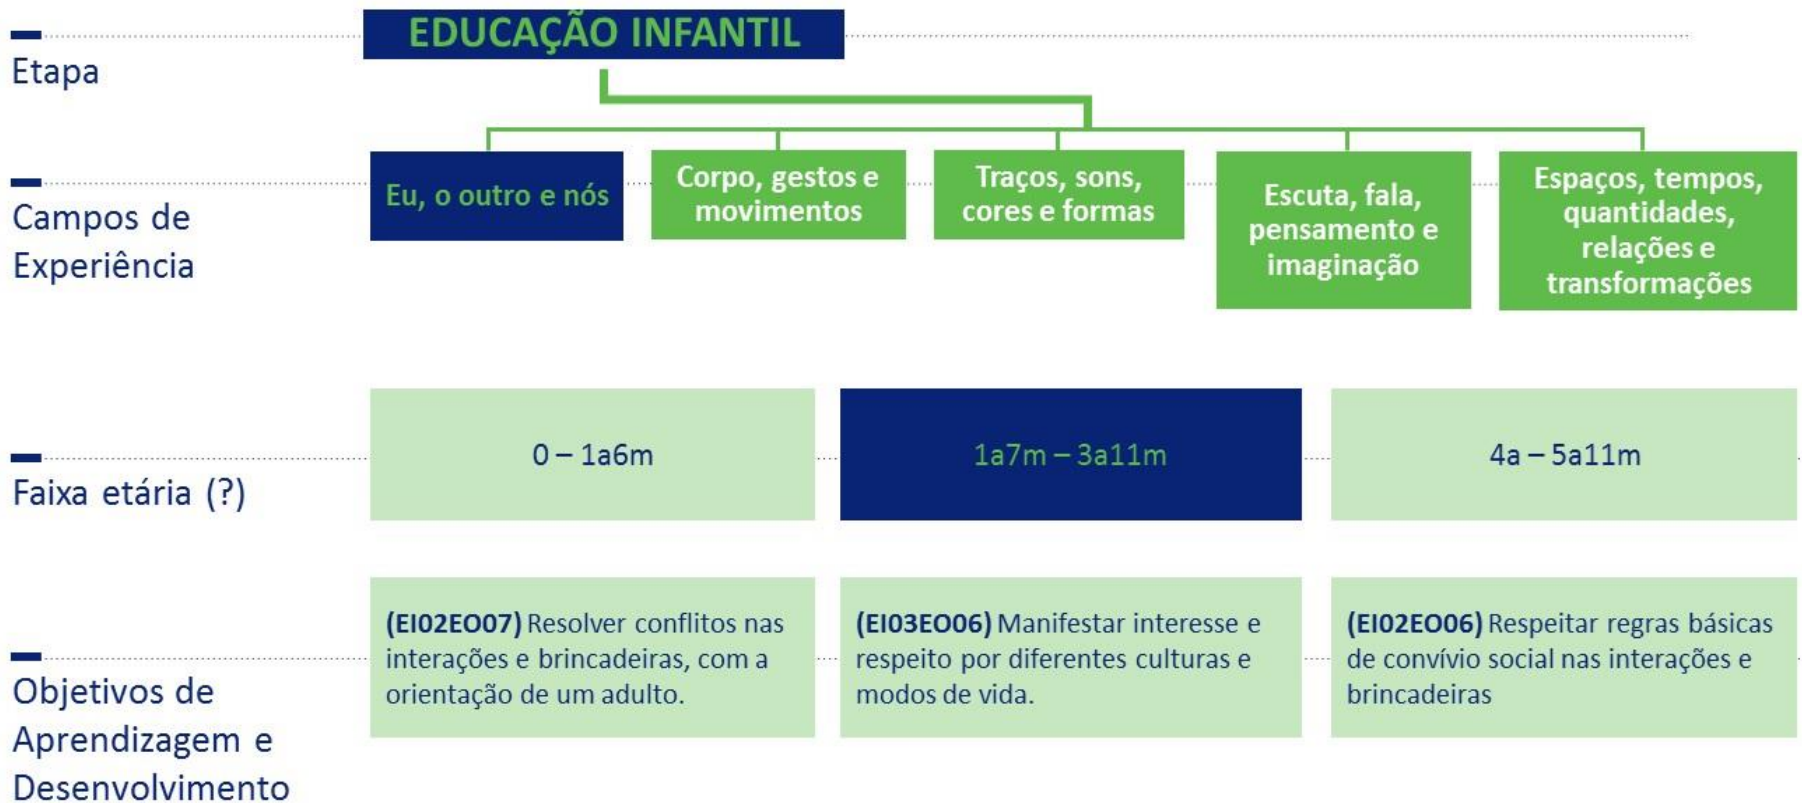 EDUCAÇÃO INFANTIL
Etapa
Eu, o outro e nós
Corpo, gestos e
movimentos
Traços, sons,
cores e formas
Escuta, fala,
pensamento e
imaginação
Espaços, tempos,
quantidades,
relações e
transformações
Campos de
Experiência
0 – 1a6m
1a7m – 3a11m
4a – 5a11m
Faixa etária (?)
(EI02EO07) Resolver conflitos nas
interações e brincadeiras, com a
orientação de um adulto.
(EI03EO06) Manifestar interesse e
respeito por diferentes culturas e
modos de vida.
(EI02EO06) Respeitar regras básicas
de convívio social nas interações e
brincadeiras
Objetivos de
Aprendizagem e
Desenvolvimento